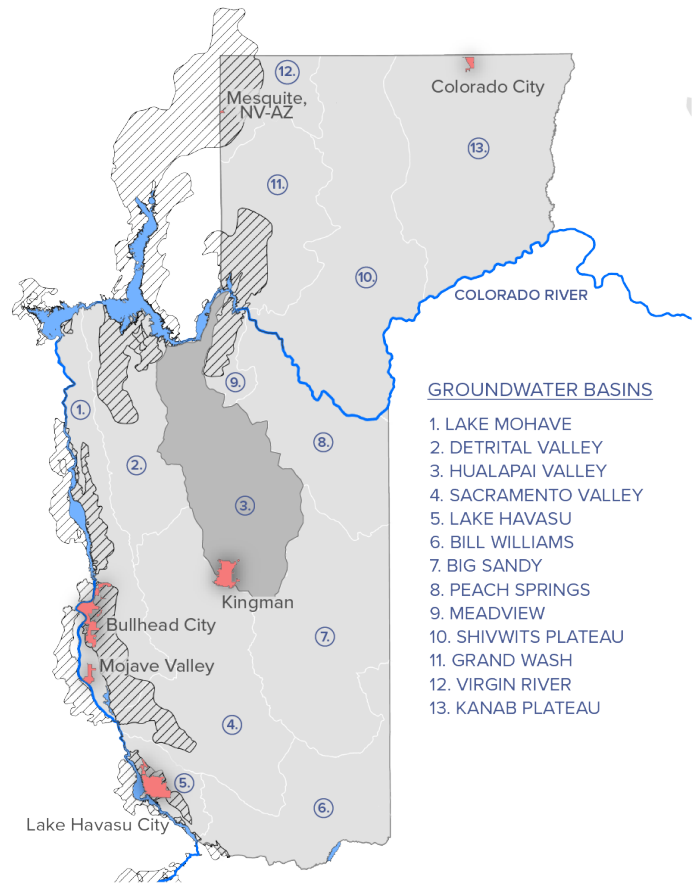 12.
Colorado City
Mesquite,
NV-AZ
13.
11.
10.
COLORADO RIVER
9.
1.
GROUNDWATER BASINS
1. LAKE MOHAVE
2. DETRITAL VALLEY
3. HUALAPAI VALLEY
4. SACRAMENTO VALLEY
5. LAKE HAVASU
6. BILL WILLIAMS
7. BIG SANDY
8. PEACH SPRINGS
9. MEADVIEW
10. SHIVWITS PLATEAU
11. GRAND WASH
12. VIRGIN RIVER
13. KANAB PLATEAU
8.
2.
3.
Kingman
Bullhead City
7.
Mojave Valley
4.
5.
6.
Lake Havasu City